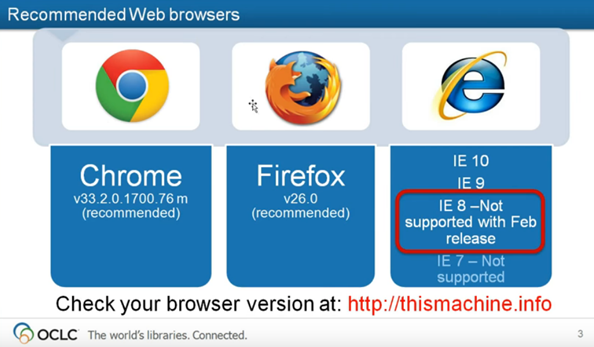 Recommended Web browsers
Chrome
v33.2.0.1700.76 m
(recommended)
Firefox
v26.0
(recommended)
IE 10
IE 9
IE 8 –Not
supported with Feb
release
IE 7 – Not
supported
Check your browser version at: http://thismachine.info
OCLC™ The world's libraries. Connected.
3